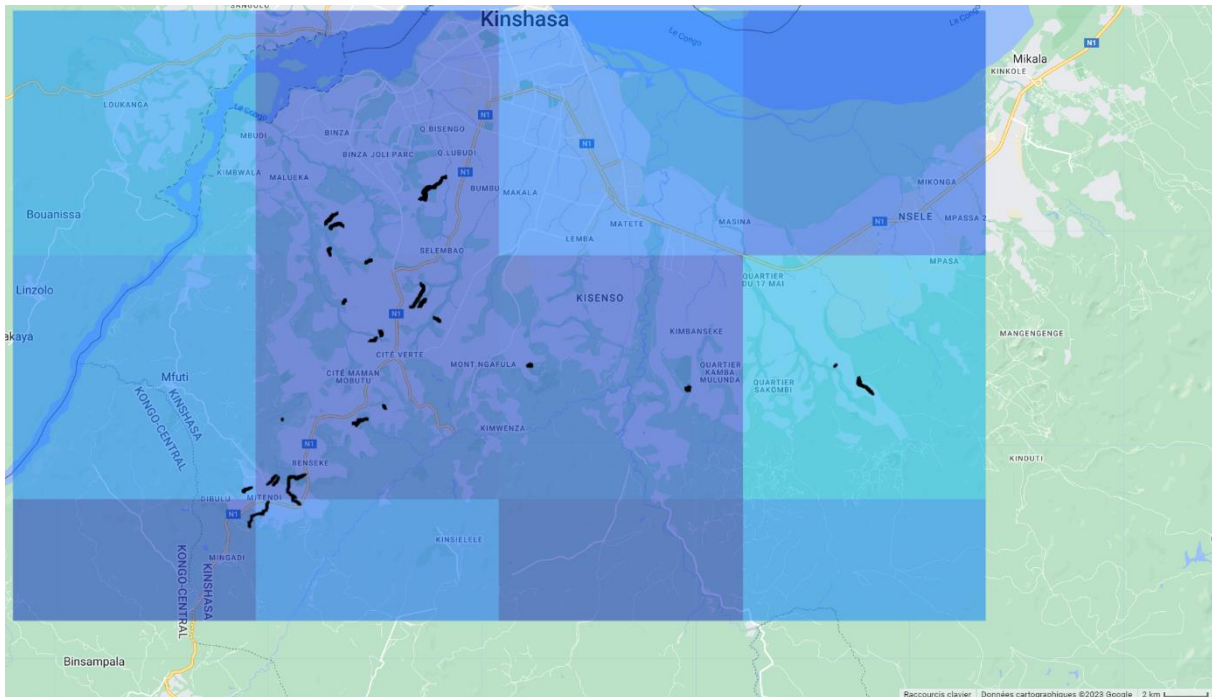 SANGOLO
Kinshasa
Le Congo
Le Congo
N1
Mikala
KINKOLE
LOUKANGA
Le Congo
MBUDI
BINZA
Q.BISENGO
N1
N1
BINZA JOLI PARC
Q.LUBUDI
KIMBWALA
MALUEKA
N1
BUMBU
MAKALA
MIKONGA
Bouanissa
MATETE
MASINA
N1
NSELE
MPASSA 2
LEMBA
SELEMBAO
MPASA
QUARTIER
DU 17 MAI
Linzolo
KISENSO
akaya
N1
KIMBANSEKE
MANGENGENGE
CITÉ VERTE
MONT NGAFULA
QUARTIER
KAMBA
MULUNDA
Mfuti
CITÉ MAMAN
MOBUTU
QUARTIER
SAKOMBI
KINSHASA
KONGO-CENTRAL
KIMWENZA
N1
KINDUTI
BENSEKE
DIBULU
MITENDI
N1
KINSIELELE
MINGADI
KINSHASA
KONGO-CENTRAL
Binsampala
Raccourcis clavier
Données cartographiques ©2023 Google
2 km